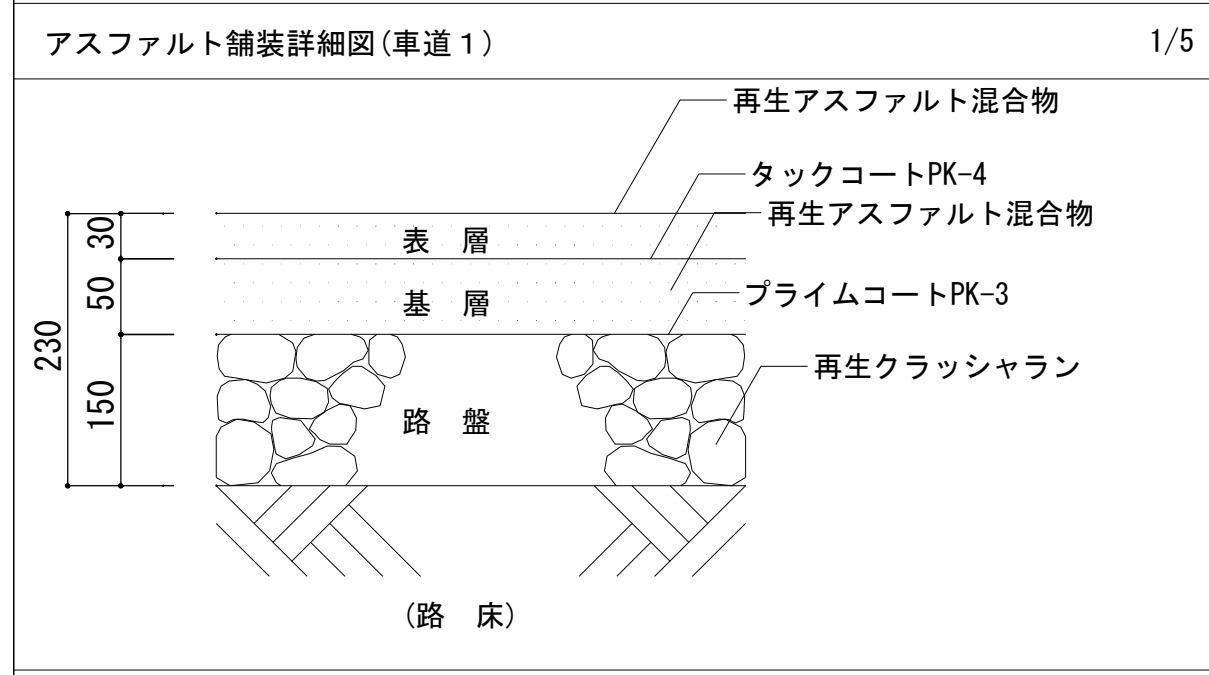 アスファルト舗装詳細図(車道１) 1/5
再生アスファルト混合物
タックコートPK-4
再生アスファルト混合物
30
表　層
50
基　層
プライムコートPK-3
230
150
再生クラッシャラン
路　盤
(路　床)